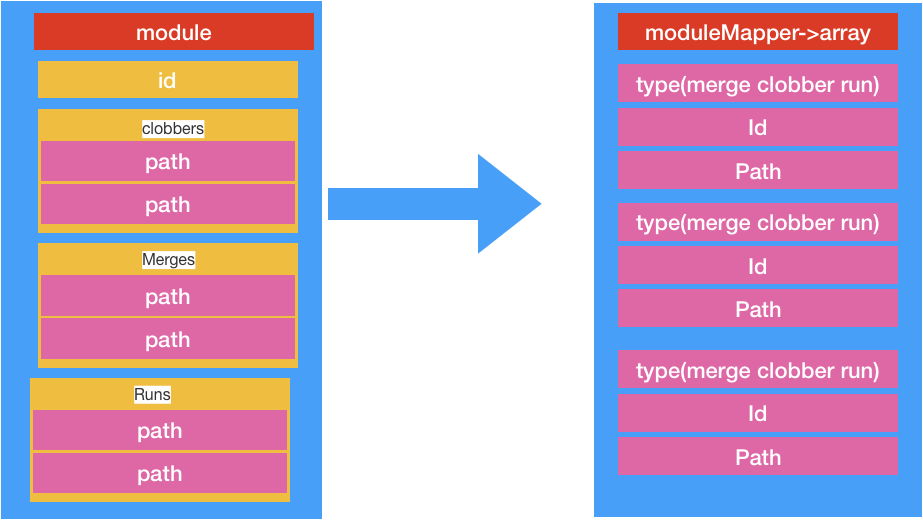 module
id
clobbers
path
path
Merges
path
path
Runs
path
path
moduleMapper->array
type(merge clobber run)
Id
Path
type(merge clobber run)
Id
Path
type(merge clobber run)
Id
Path